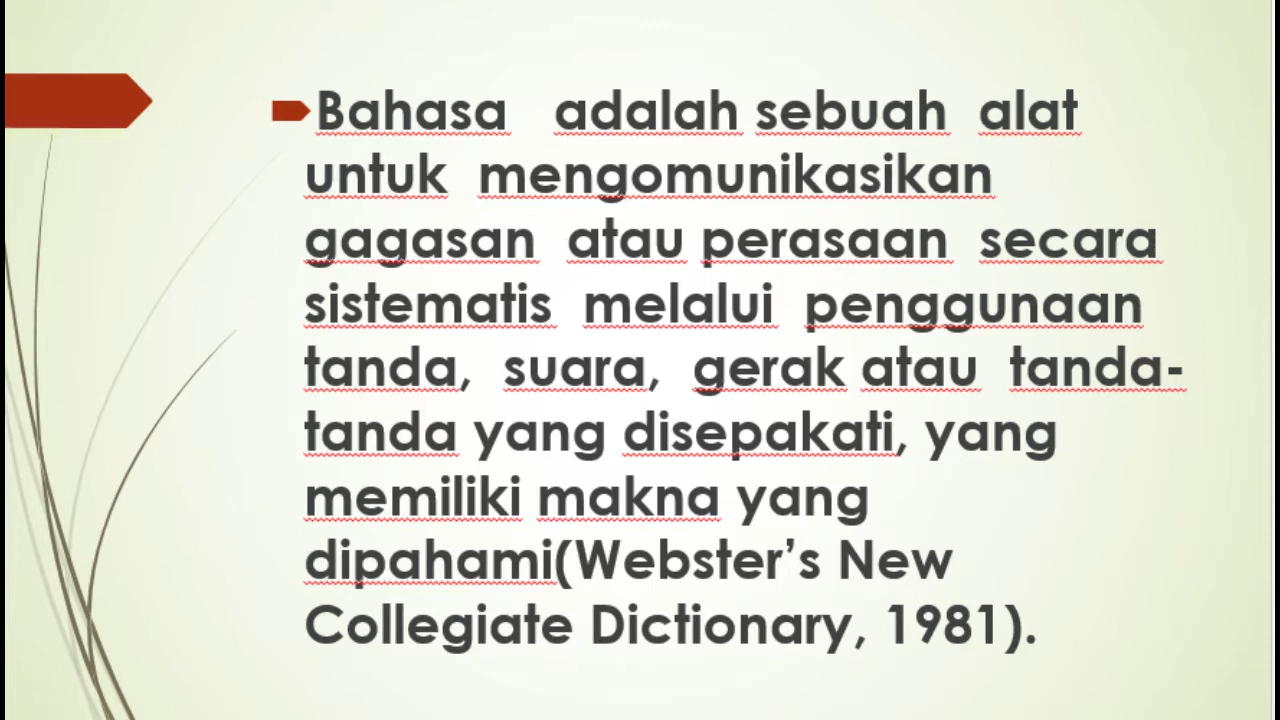 Bahasa adalah sebuah alat
untuk mengomunikasikan
gagasan atau perasaan secara
sistematis melalui penggunaan
tanda, suara, gerak atau tanda-
tanda yang disepakati, yang
memiliki makna yang
dipahami(Webster’s New
Collegiate Dictionary, 1981).